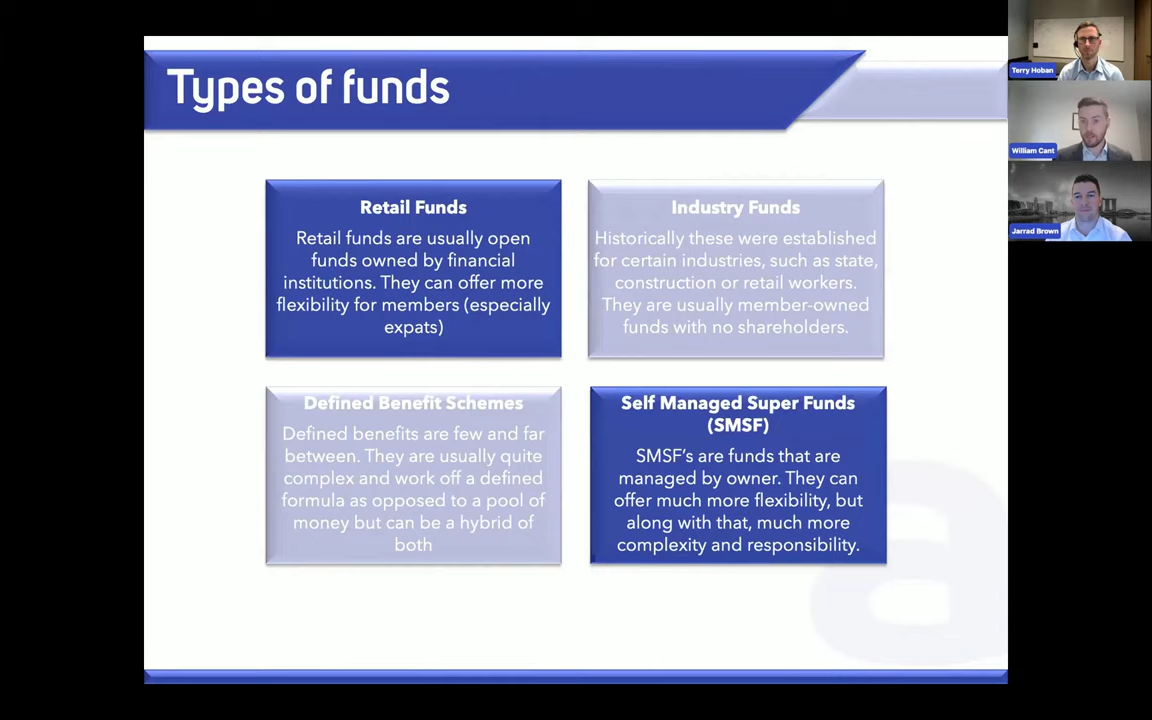 Types of funds
Retail Funds
Retail funds are usually open
funds owned by financial
institutions. They can offer more
flexibility for members (especially
expats)
Industry Funds
Historically these were established
for certain industries, such as state,
construction or retail workers.
They are usually member-owned
funds with no shareholders.
Defined Benefit Schemes
Defined benefits are few and far
between. They are usually quite
complex and work off a defined
formula as opposed to a pool of
money but can be a hybrid of
both
Self Managed Super Funds
(SMSF)
SMSF's are funds that are
managed by owner. They can
offer much more flexibility, but
along with that, much more
complexity and responsibility.
a
Terry Hoban
William Cant
Jarrad Brown